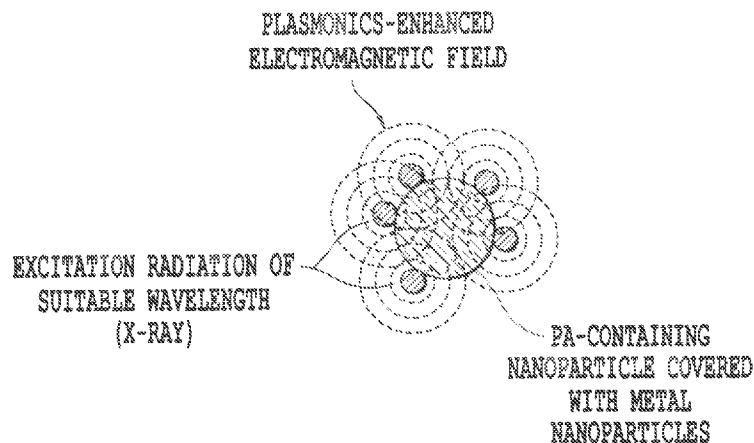 PLASMONICS-ENHANCED
ELECTROMAGNETIC FIELD
EXCITATION RADIATION OF
SUITABLE WAVELENGTH
(X-RAY)
PA-CONTAINING
NANOPARTICLE COVERED
WITH METAL
NANOPARTICLES